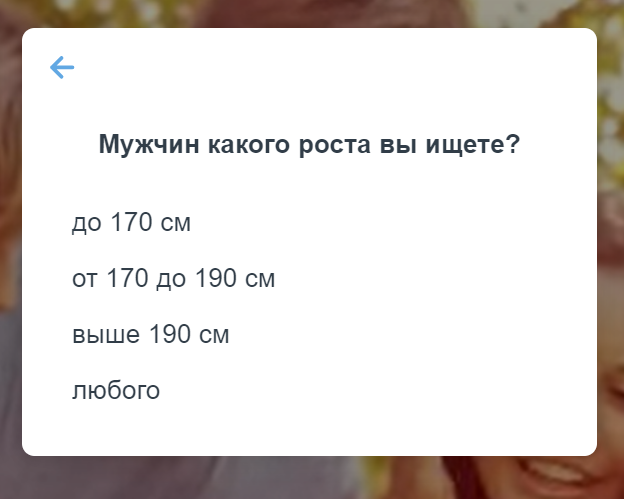 Мужчин какого роста вы ищете?
до 170 см
от 170 до 190 см
выше 190 см
любого